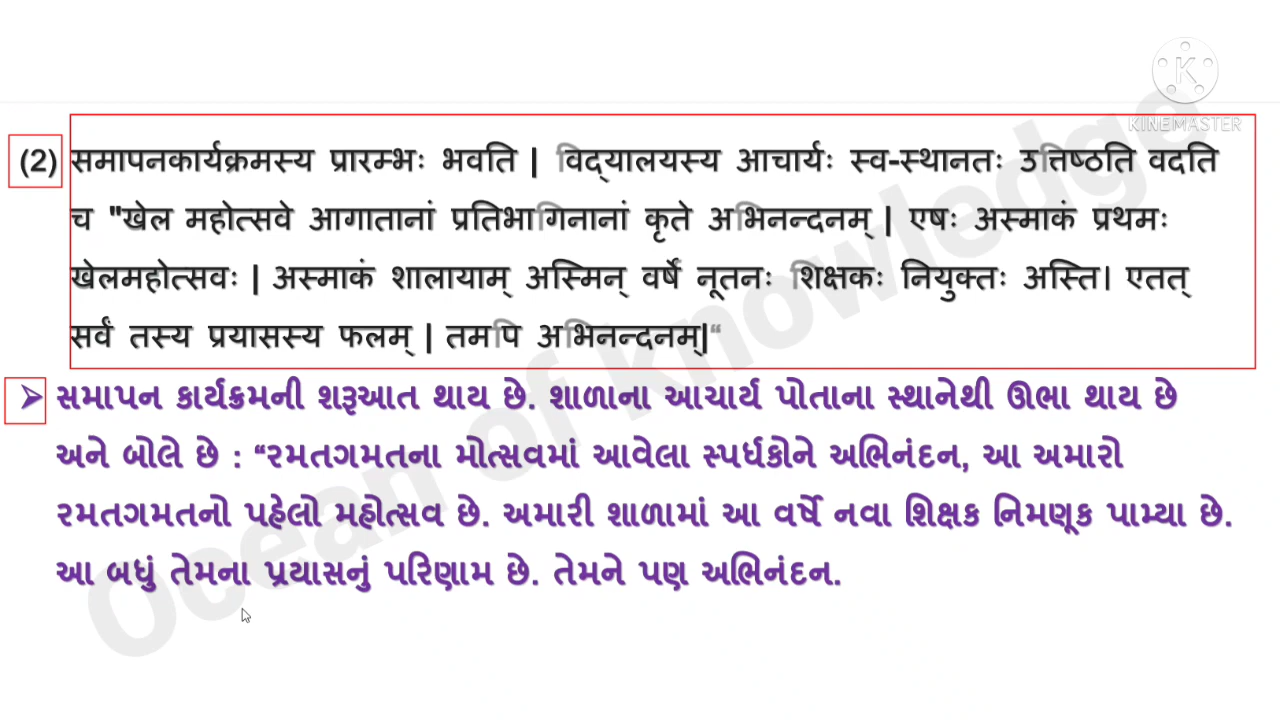 KINEMASTER
(2) समापनकार्यक्रमस्य प्रारम्भः भवति | विद्यालयस्य आचार्यः स्व-स्थानतः उत्तिष्ठति वदति
च "खेल महोत्सवे आगातानां प्रतिभागिनानां कृते अभिनन्दनम् | एषः अस्माकं प्रथमः
खेलमहोत्सवः | अस्माकं शालायाम् अस्मिन् वर्षे नूतनः शिक्षकः नियुक्तः अस्ति। एतत्
सर्वं तस्य प्रयासस्य फलम् | तमपि अभिनन्दनम्|“
➢ સમાપન કાર્યક્રમની શરૂઆત થાય છે. શાળાના આચાર્ય પોતાના સ્થાનેથી ઊભા થાય છે
અને બોલે છે : “રમતગમતના મોત્સવમાં આવેલા સ્પર્ધકોને અભિનંદન, આ અમારો
રમતગમતનો પહેલો મહોત્સવ છે. અમારી શાળામાં આ વર્ષે નવા શિક્ષક નિમણૂક પામ્યા છે.
આ બધું તેમના પ્રયાસનું પરિણામ છે. તેમને પણ અભિનંદન.
Ocean of knowledge